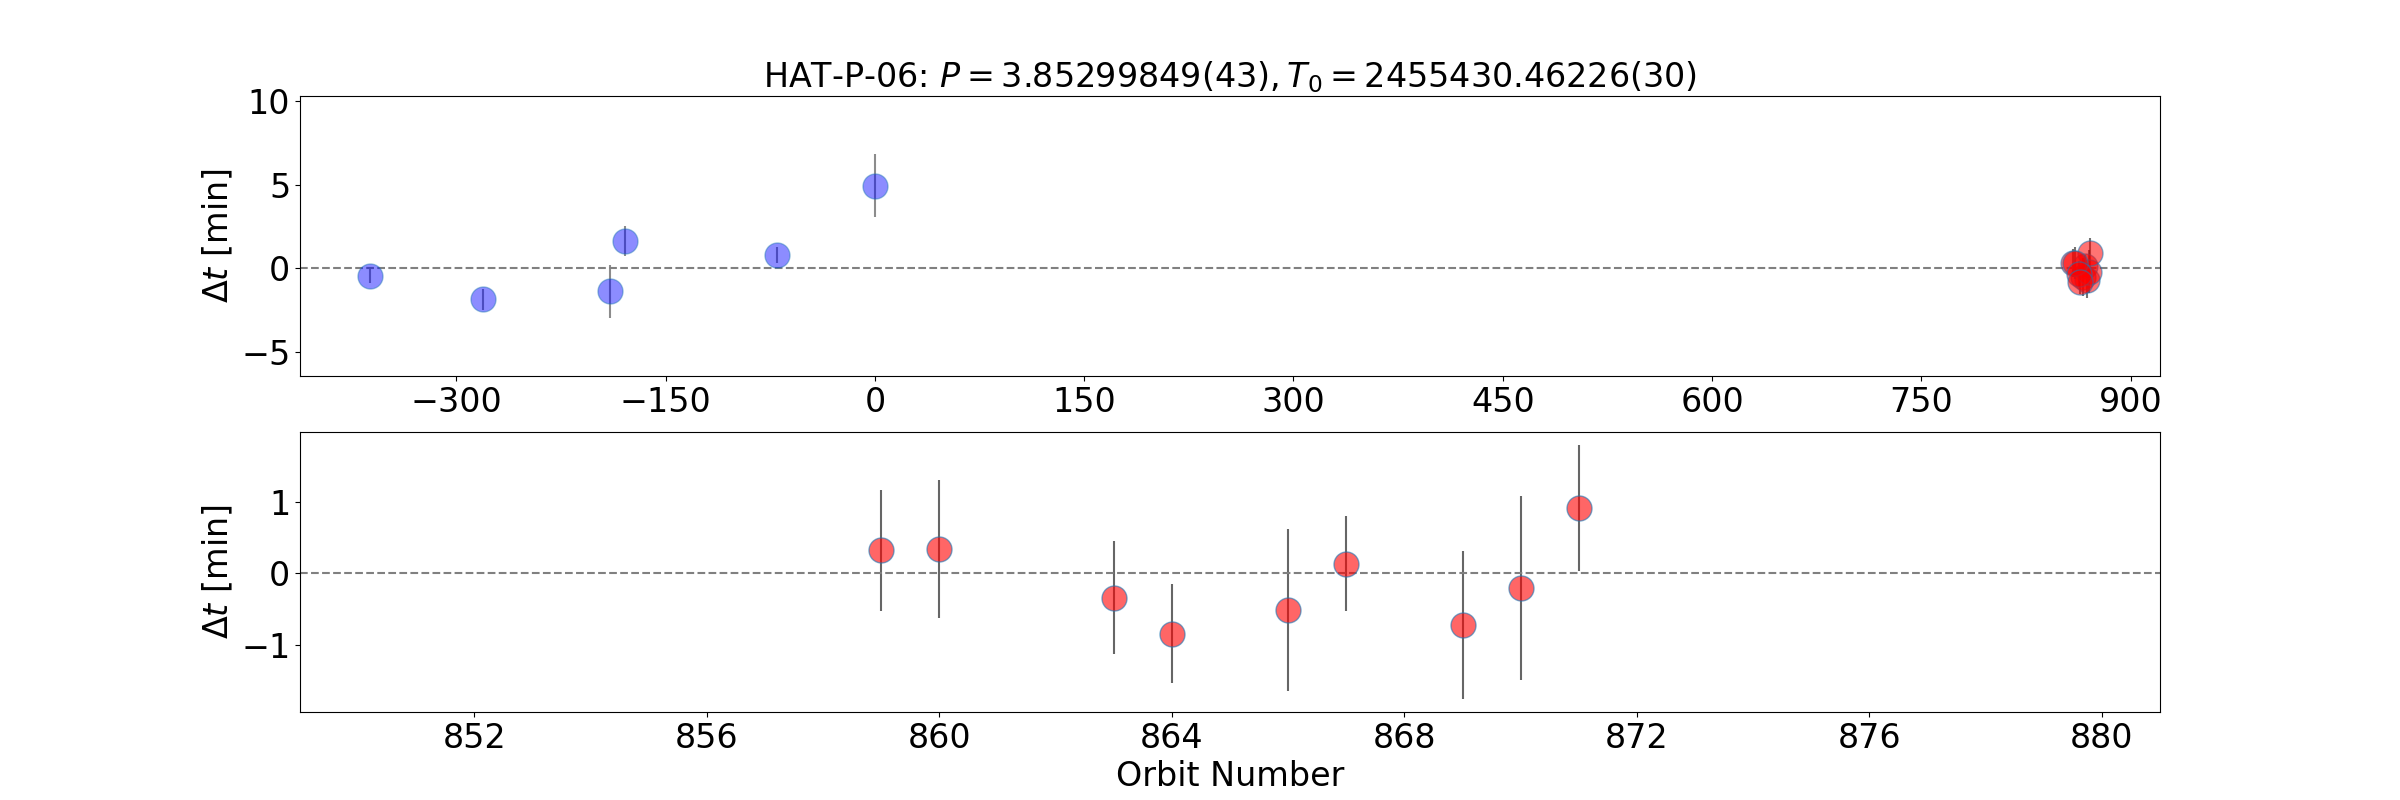 HAT-P-06: P = 3.85299849(43), T₀ = 2455430.46226(30)
10
5
0
−5
Δt [min]
−300 −150 0 150 300 450 600 750 900
1
0
−1
Δt [min]
852 856 860 864 868 872 876 880
Orbit Number